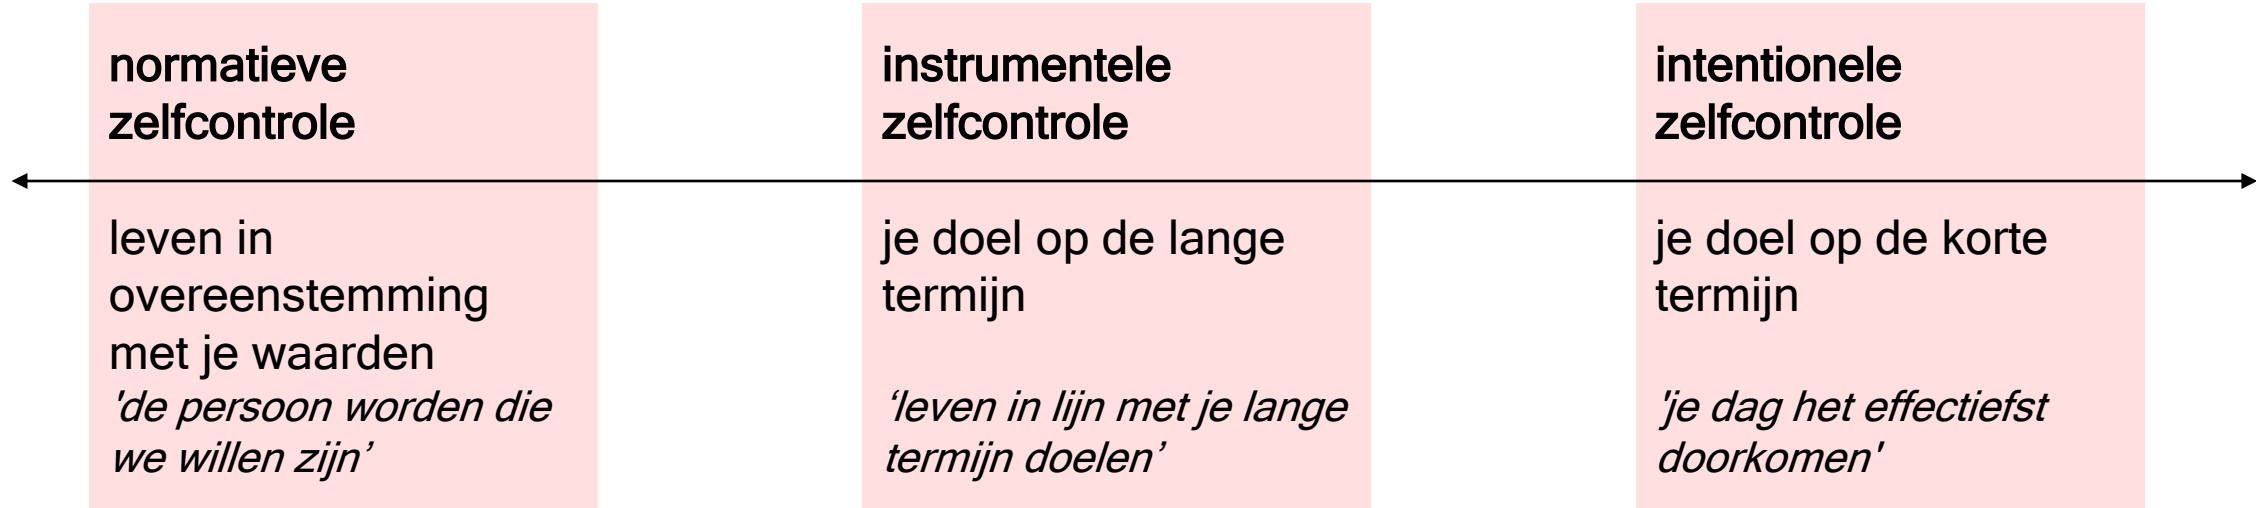 normatieve
zelfcontrole
leven in
overeenstemming
met je waarden
'de persoon worden die
we willen zijn’
instrumentele
zelfcontrole
je doel op de lange
termijn
‘leven in lijn met je lange
termijn doelen’
intentionele
zelfcontrole
je doel op de korte
termijn
'je dag het effectiefst
doorkomen'